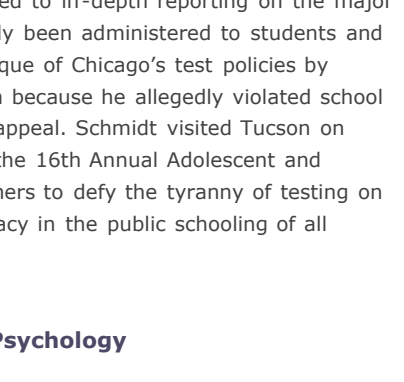 ed to in-depth reporting on the major
ly been administered to students and
que of Chicago’s test policies by
because he allegedly violated school
appeal. Schmidt visited Tucson on
the 16th Annual Adolescent and
ners to defy the tyranny of testing on
acy in the public schooling of all
Psychology